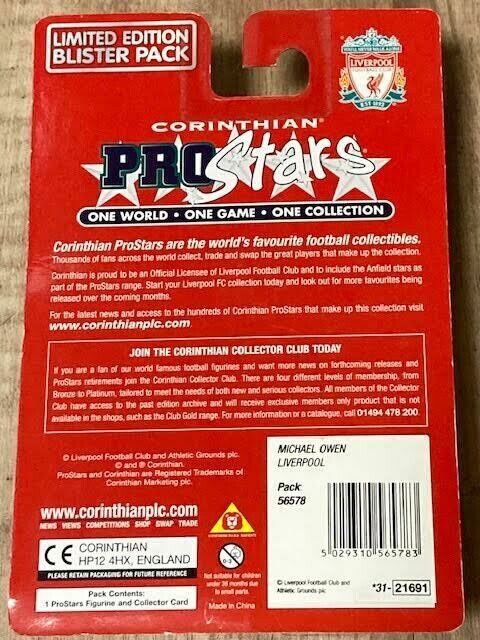 LIMITED EDITION
BLISTER PACK
YOU'LL NEVER WALK ALONE
LIVERPOOL
FOOTBALL CLUB
EST·1892
CORINTHIAN®
PROStars®
ONE WORLD • ONE GAME • ONE COLLECTION
Corinthian ProStars are the world's favourite football collectibles.
Thousands of fans across the world collect, trade and swap the great players that make up the collection.
Corinthian is proud to be an Official Licensee of Liverpool Football Club and to include the Anfield stars as
part of the ProStars range. Start your Liverpool FC collection today and look out for more favourites being
released over the coming months.
For the latest news and access to the hundreds of Corinthian ProStars that make up this collection visit
www.corinthianplc.com
JOIN THE CORINTHIAN COLLECTOR CLUB TODAY
If you are a fan of our world famous football figurines and want more news on forthcoming releases and
ProStars retirements join the Corinthian Collector Club. There are four different levels of membership, from
Bronze to Platinum, tailored to meet the needs of both new and serious collectors. All members of the Collector
Club have access to the past edition archive and will receive exclusive members only product that is not
available in the shops, such as the Club Gold range. For more information or a catalogue, call 01494 478 200.
© Liverpool Football Club and Athletic Grounds plc.
© and ® Corinthian.
ProStars and Corinthian are Registered Trademarks of
Corinthian Marketing plc.
www.corinthianplc.com
NEWS VIEWS COMPETITIONS SHOP SWAP TRADE
CE CORINTHIAN
HP12 4HX, ENGLAND
PLEASE RETAIN PACKAGING FOR FUTURE REFERENCE
Pack Contents:
1 ProStars Figurine and Collector Card
0-3
Not suitable for children
under 36 months due
to small parts.
Made in China
MICHAEL OWEN
LIVERPOOL
Pack
56578
5 029310 565783
© Liverpool Football Club and
Athletic Grounds plc
*31-21691